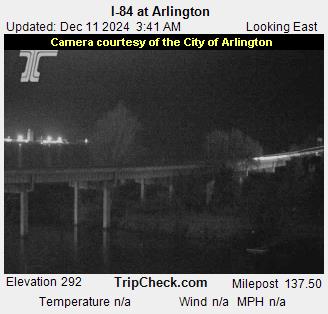 I-84 at Arlington
Updated: Dec 11 2024 3:41 AM Looking East
Camera courtesy of the City of Arlington
Elevation 292 TripCheck.com Milepost 137.50
Temperature n/a Wind n/a MPH n/a